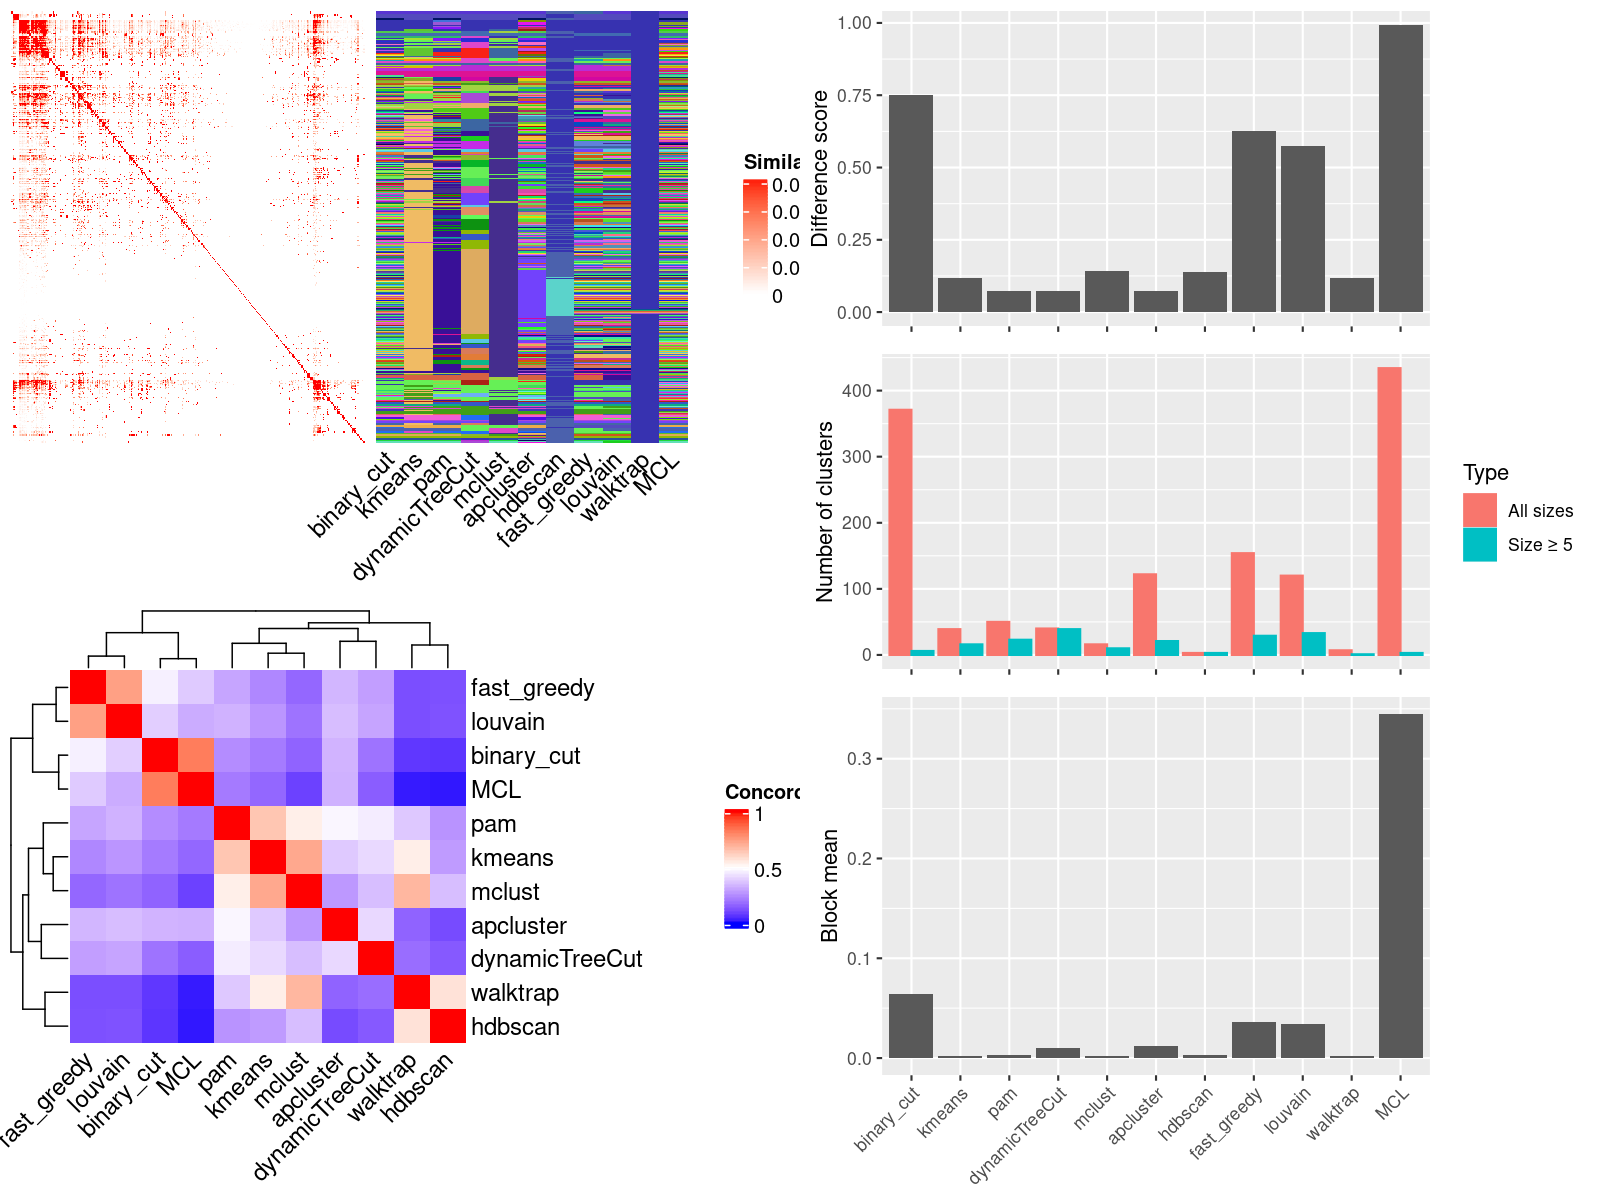 Simila
0.0
0.0
0.0
0.0
0
binary_cut
kmeans
pam
dynamicTreeCut
mclust
apcluster
hdbscan
fast_greedy
louvain
walktrap
MCL
Difference score
1.00
0.75
0.50
0.25
0.00
Number of clusters
400
300
200
100
0
Type
All sizes
Size ≥ 5
fast_greedy
louvain
binary_cut
MCL
pam
kmeans
mclust
apcluster
dynamicTreeCut
walktrap
hdbscan
fast_greedy
louvain
binary_cut
MCL
pam
kmeans
mclust
apcluster
dynamicTreeCut
walktrap
hdbscan
Concord
1
0.5
0
Block mean
0.3
0.2
0.1
0.0
binary_cut
kmeans
pam
dynamicTreeCut
mclust
apcluster
hdbscan
fast_greedy
louvain
walktrap
MCL